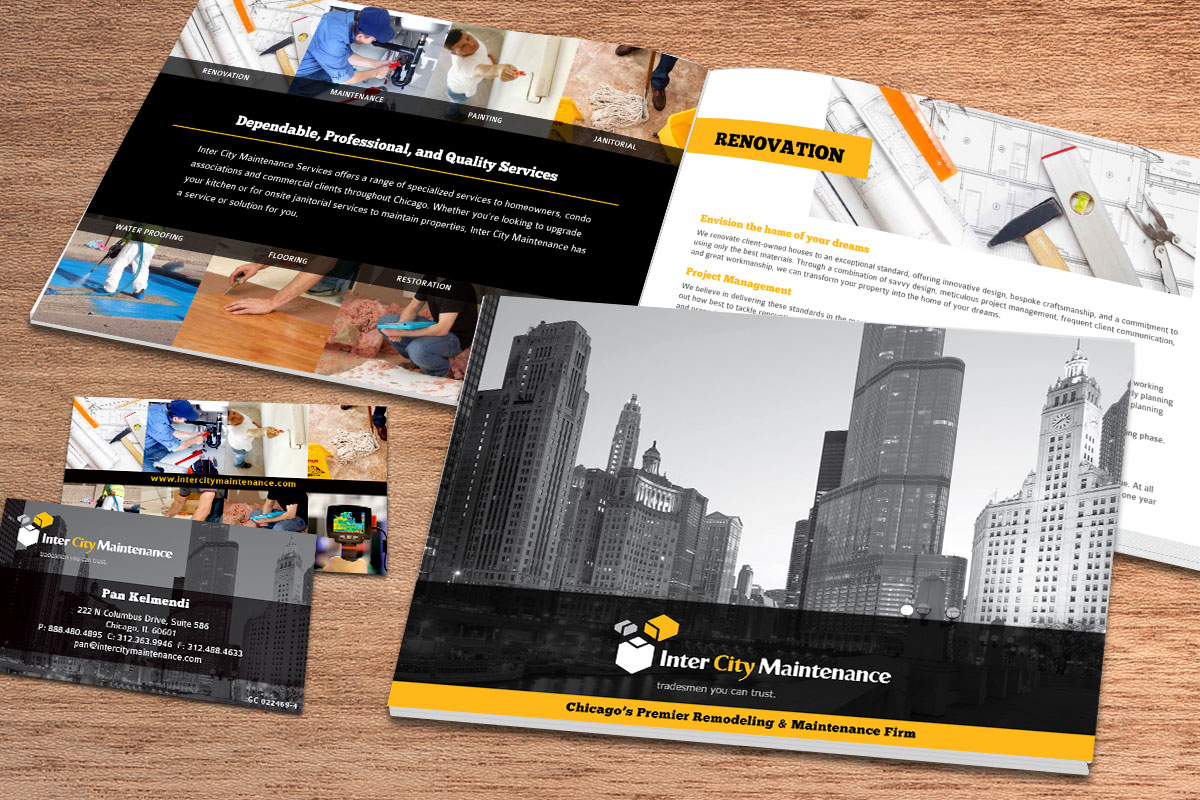 RENOVATION
MAINTENANCE
PAINTING
JANITORIAL
Dependable, Professional, and Quality Services
Inter City Maintenance Services offers a range of specialized services to homeowners, condo
associations and commercial clients throughout Chicago. Whether you're looking to upgrade
your kitchen or for onsite janitorial services to maintain properties, Inter City Maintenance has
a service or solution for you.
WATER PROOFING
FLOORING
RESTORATION
RENOVATION
Envision the home of your dreams
We renovate client-owned houses to an exceptional standard, offering innovative design, bespoke craftsmanship, and a commitment to
using only the best materials. Through a combination of savvy design, meticulous project management, frequent client communication,
and great workmanship, we can transform your property into the home of your dreams.
Project Management
We believe in delivering these standards in the
out how best to tackle
working
planning
planning
phase.
At all
one year
www.intercitymaintenance.com
Inter City Maintenance
tradesmen you can trust.
Pan Kelmendi
222 N Columbus Drive, Suite 586
Chicago, IL 60601
P: 888.480.4895 C: 312.363.9946 F: 312.488.4633
pan@intercitymaintenance.com
GC 022469-4
Inter City Maintenance
tradesmen you can trust.
Chicago's Premier Remodeling & Maintenance Firm